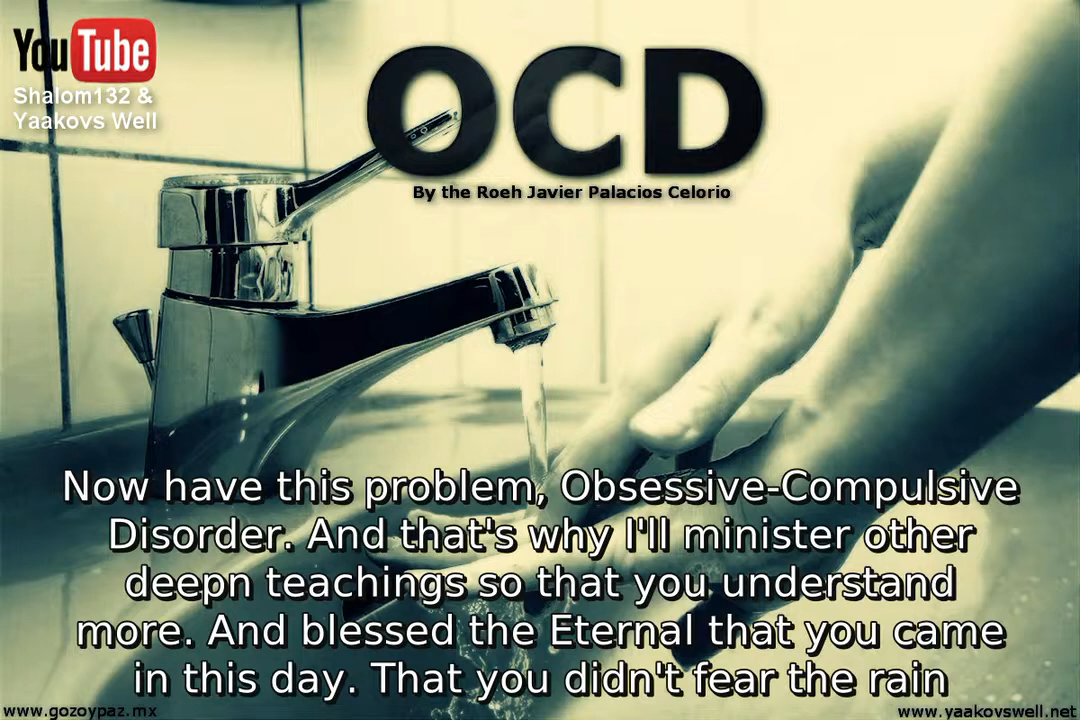 YouTube
Shalom132 &
Yaakovs Well
OCD
By the Roeh Javier Palacios Celorio
Now have this problem, Obsessive-Compulsive
Disorder. And that's why I'll minister other
deepn teachings so that you understand
more. And blessed the Eternal that you came
in this day. That you didn't fear the rain
www.gozoypaz.mx
www.yaakovswell.net